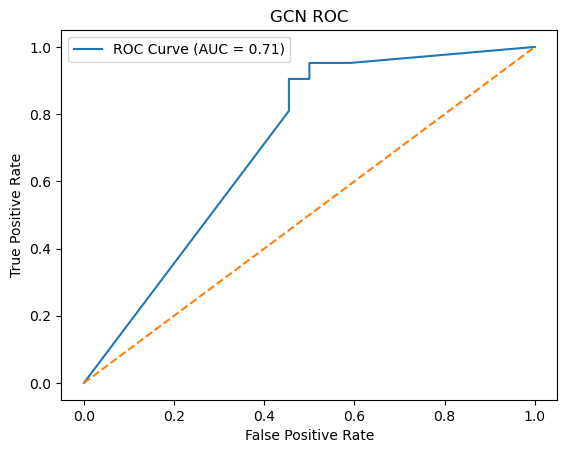 GCN ROC
ROC Curve (AUC = 0.71)
True Positive Rate
1.0
0.8
0.6
0.4
0.2
0.0
0.0 0.2 0.4 0.6 0.8 1.0
False Positive Rate